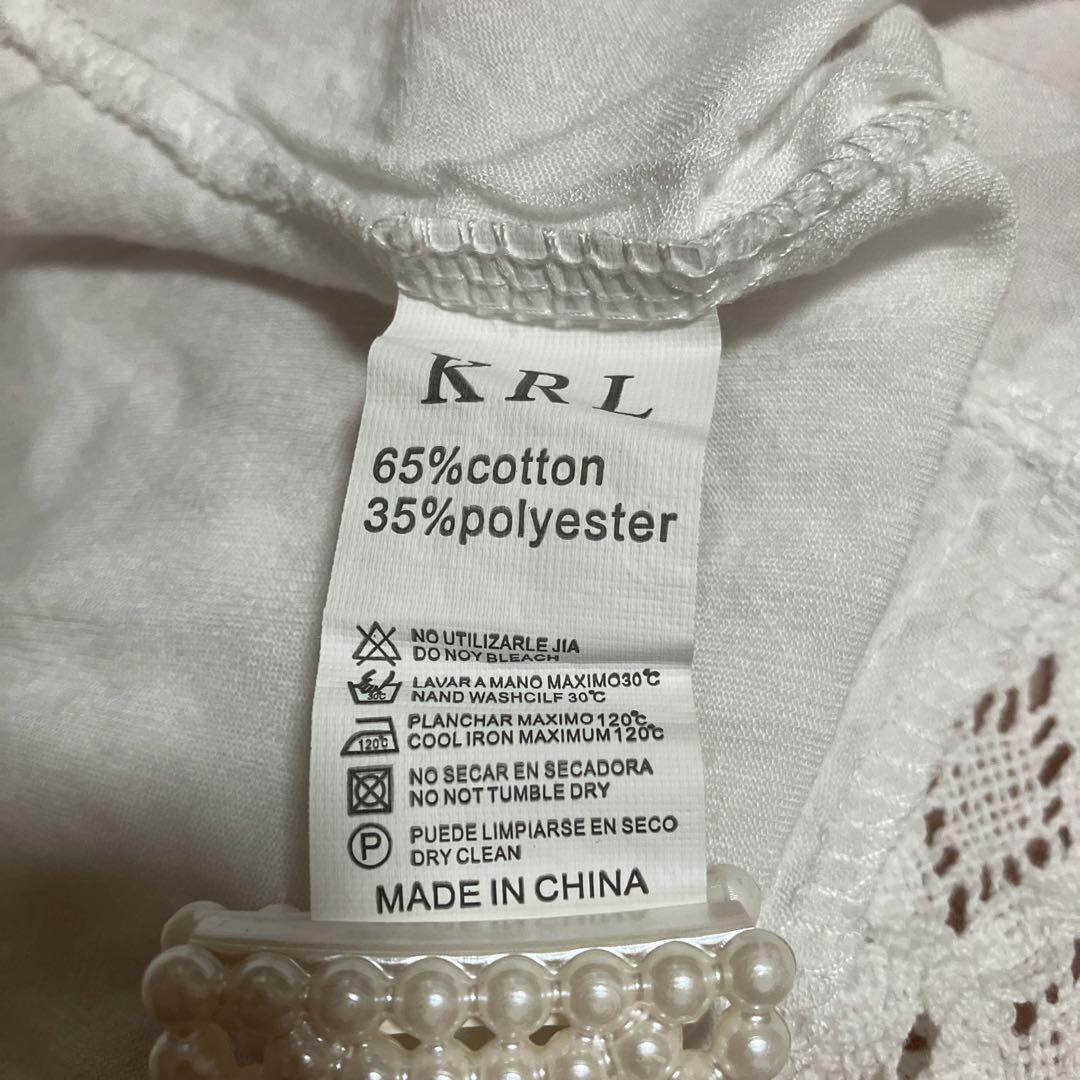 KRL
65%cotton
35%polyester
NO UTILIZARLE JIA
DO NOY BLEACH
30°C
LAVAR A MANO MAXIMO30°C
NAND WASHCILF 30°C
120°C
PLANCHAR MAXIMO 120°C
COOL IRON MAXIMUM 120°C
NO SECAR EN SECADORA
NO NOT TUMBLE DRY
P
PUEDE LIMPIARSE EN SECO
DRY CLEAN
MADE IN CHINA